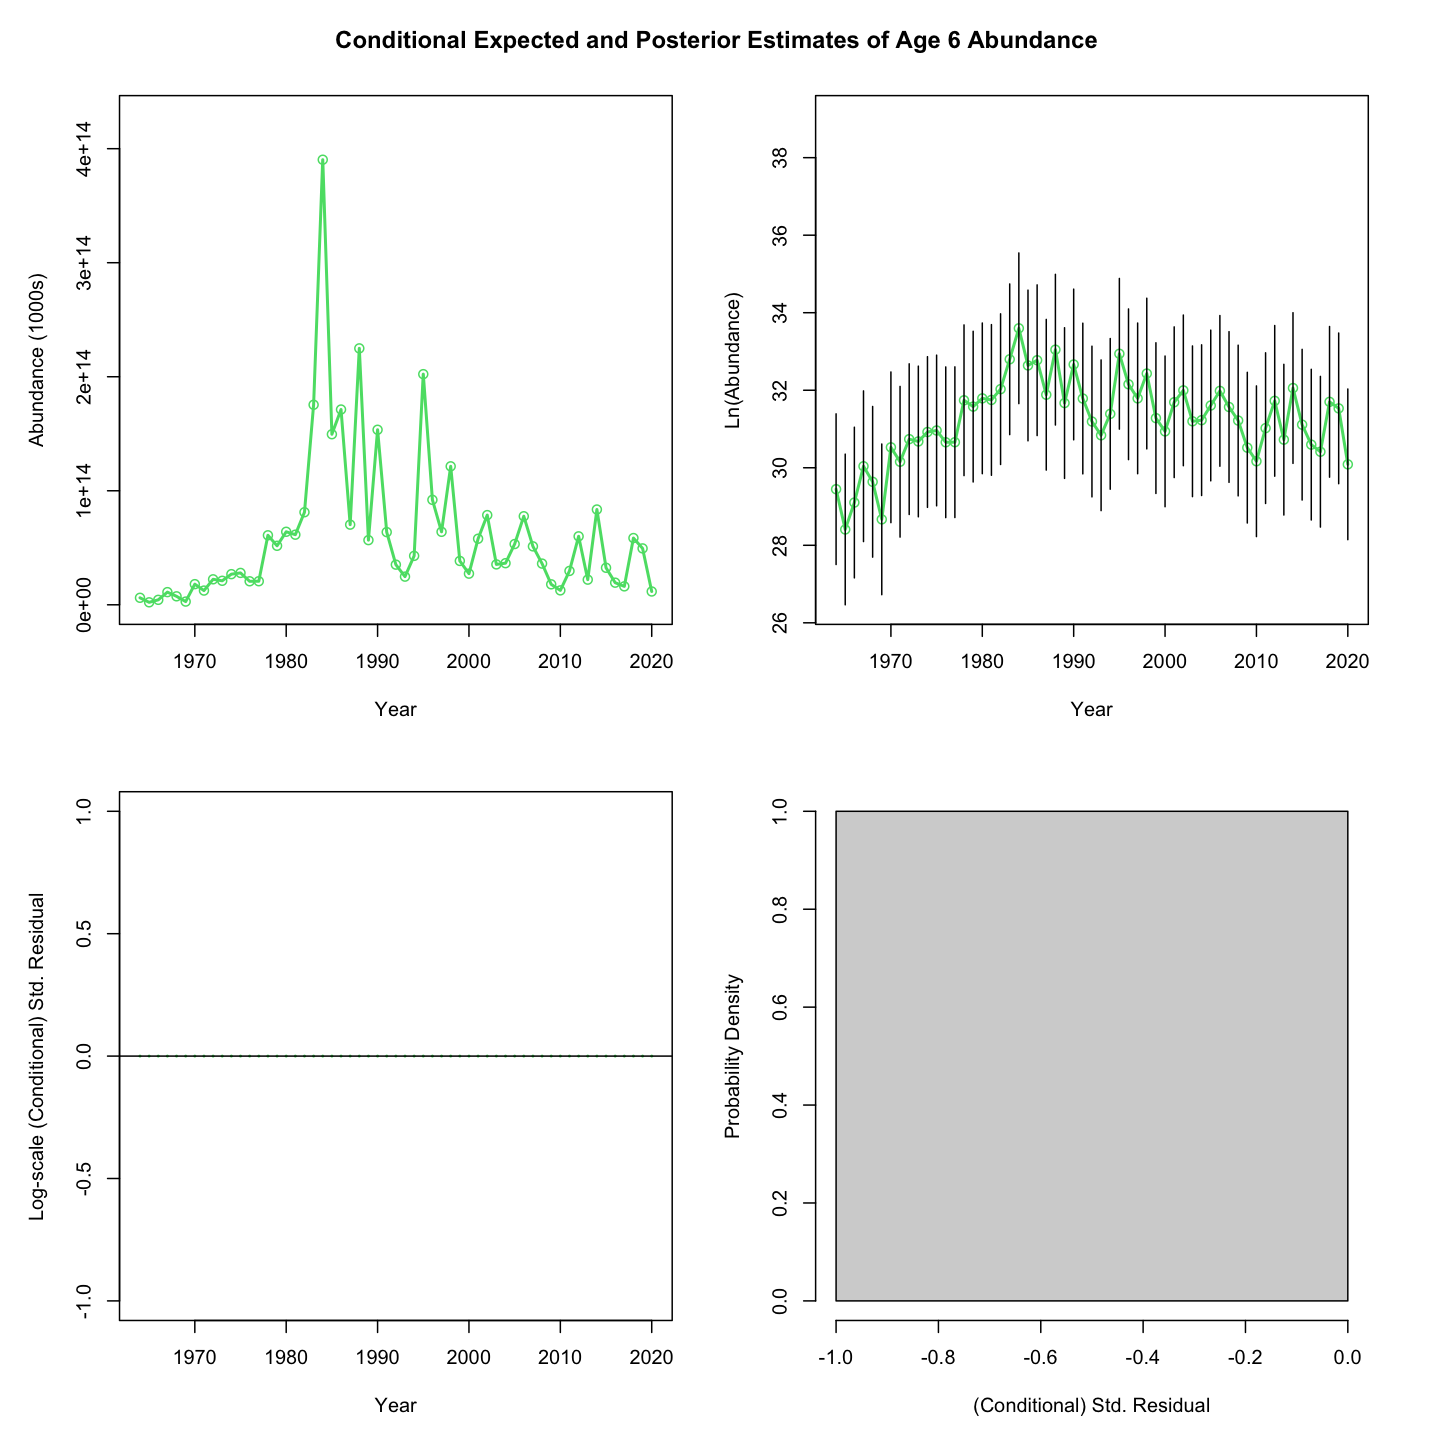 Conditional Expected and Posterior Estimates of Age 6 Abundance
Abundance (1000s)
4e+14
3e+14
2e+14
1e+14
0e+00
1970 1980 1990 2000 2010 2020
Year
Ln(Abundance)
38
36
34
32
30
28
26
1970 1980 1990 2000 2010 2020
Year
Log-scale (Conditional) Std. Residual
1.0
0.5
0.0
-0.5
-1.0
1970 1980 1990 2000 2010 2020
Year
Probability Density
1.0
0.8
0.6
0.4
0.2
0.0
-1.0 -0.8 -0.6 -0.4 -0.2 0.0
(Conditional) Std. Residual